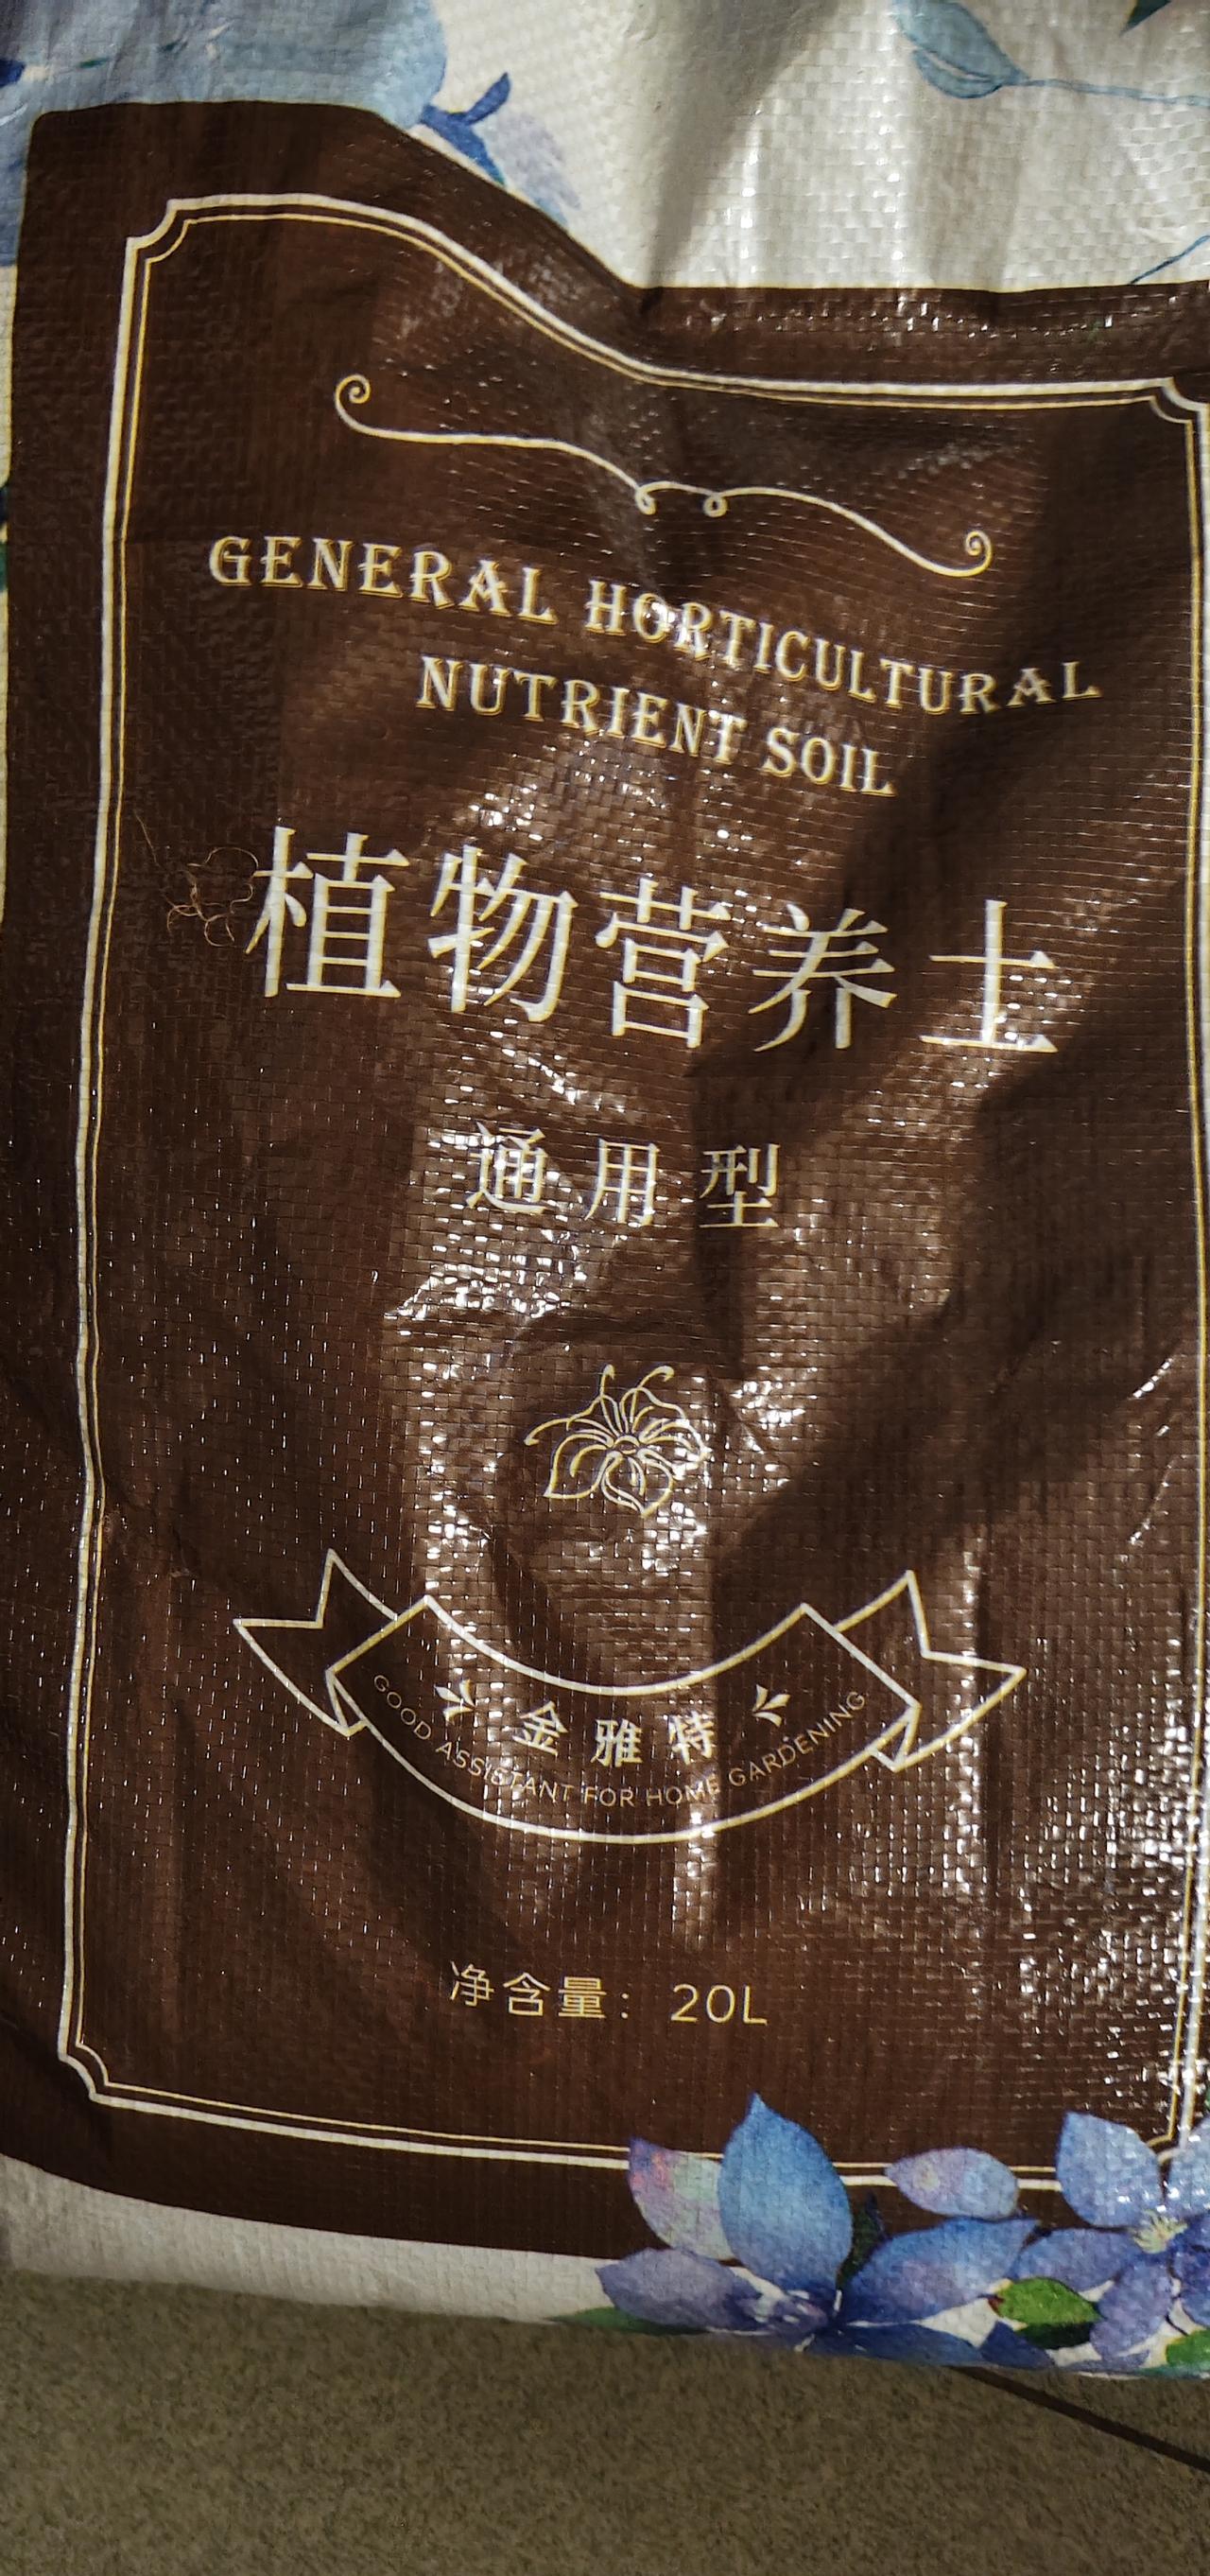 GENERAL HORTICULTURAL
NUTRIENT SOIL
植物营养土
通用型
金雅特
GOOD ASSISTANT FOR HOME GARDENING
净含量：20L